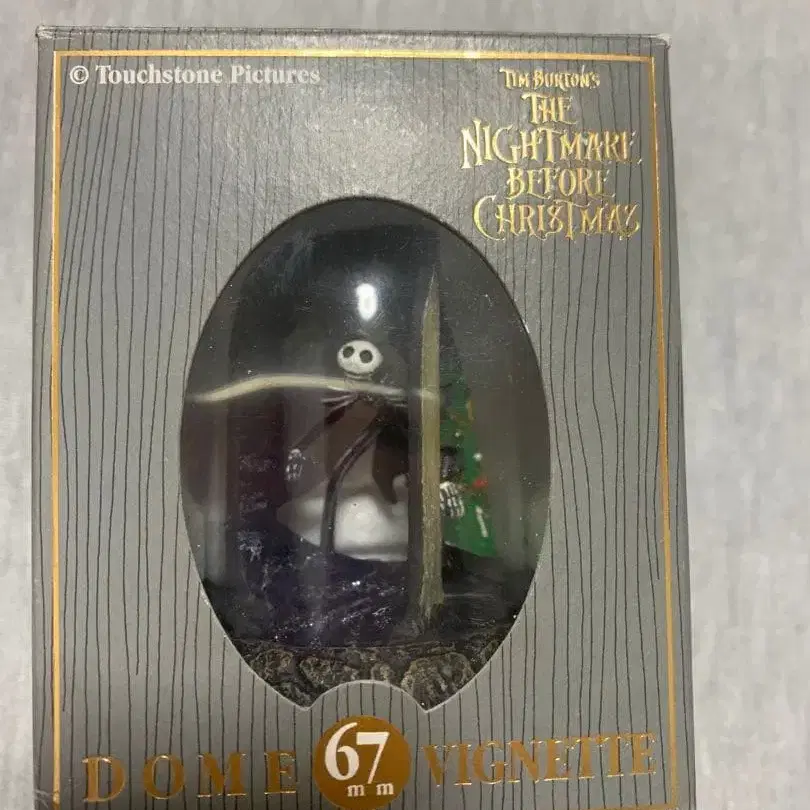 © Touchstone Pictures
TIM BURTON'S
THE
NIGHTMARE
BEFORE
CHRISTMAS
DOME 67 mm VIGNETTE